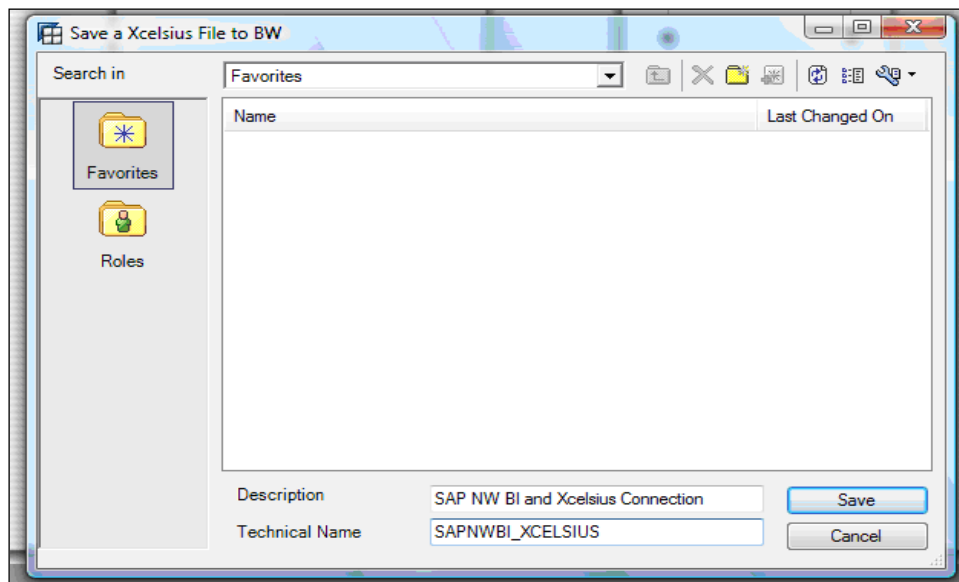 Save a Xcelsius File to BW
Search in
Favorites
Name
Last Changed On
Favorites
Roles
Description
SAP NW BI and Xcelsius Connection
Save
Technical Name
SAPNWBI_XCELSIUS
Cancel